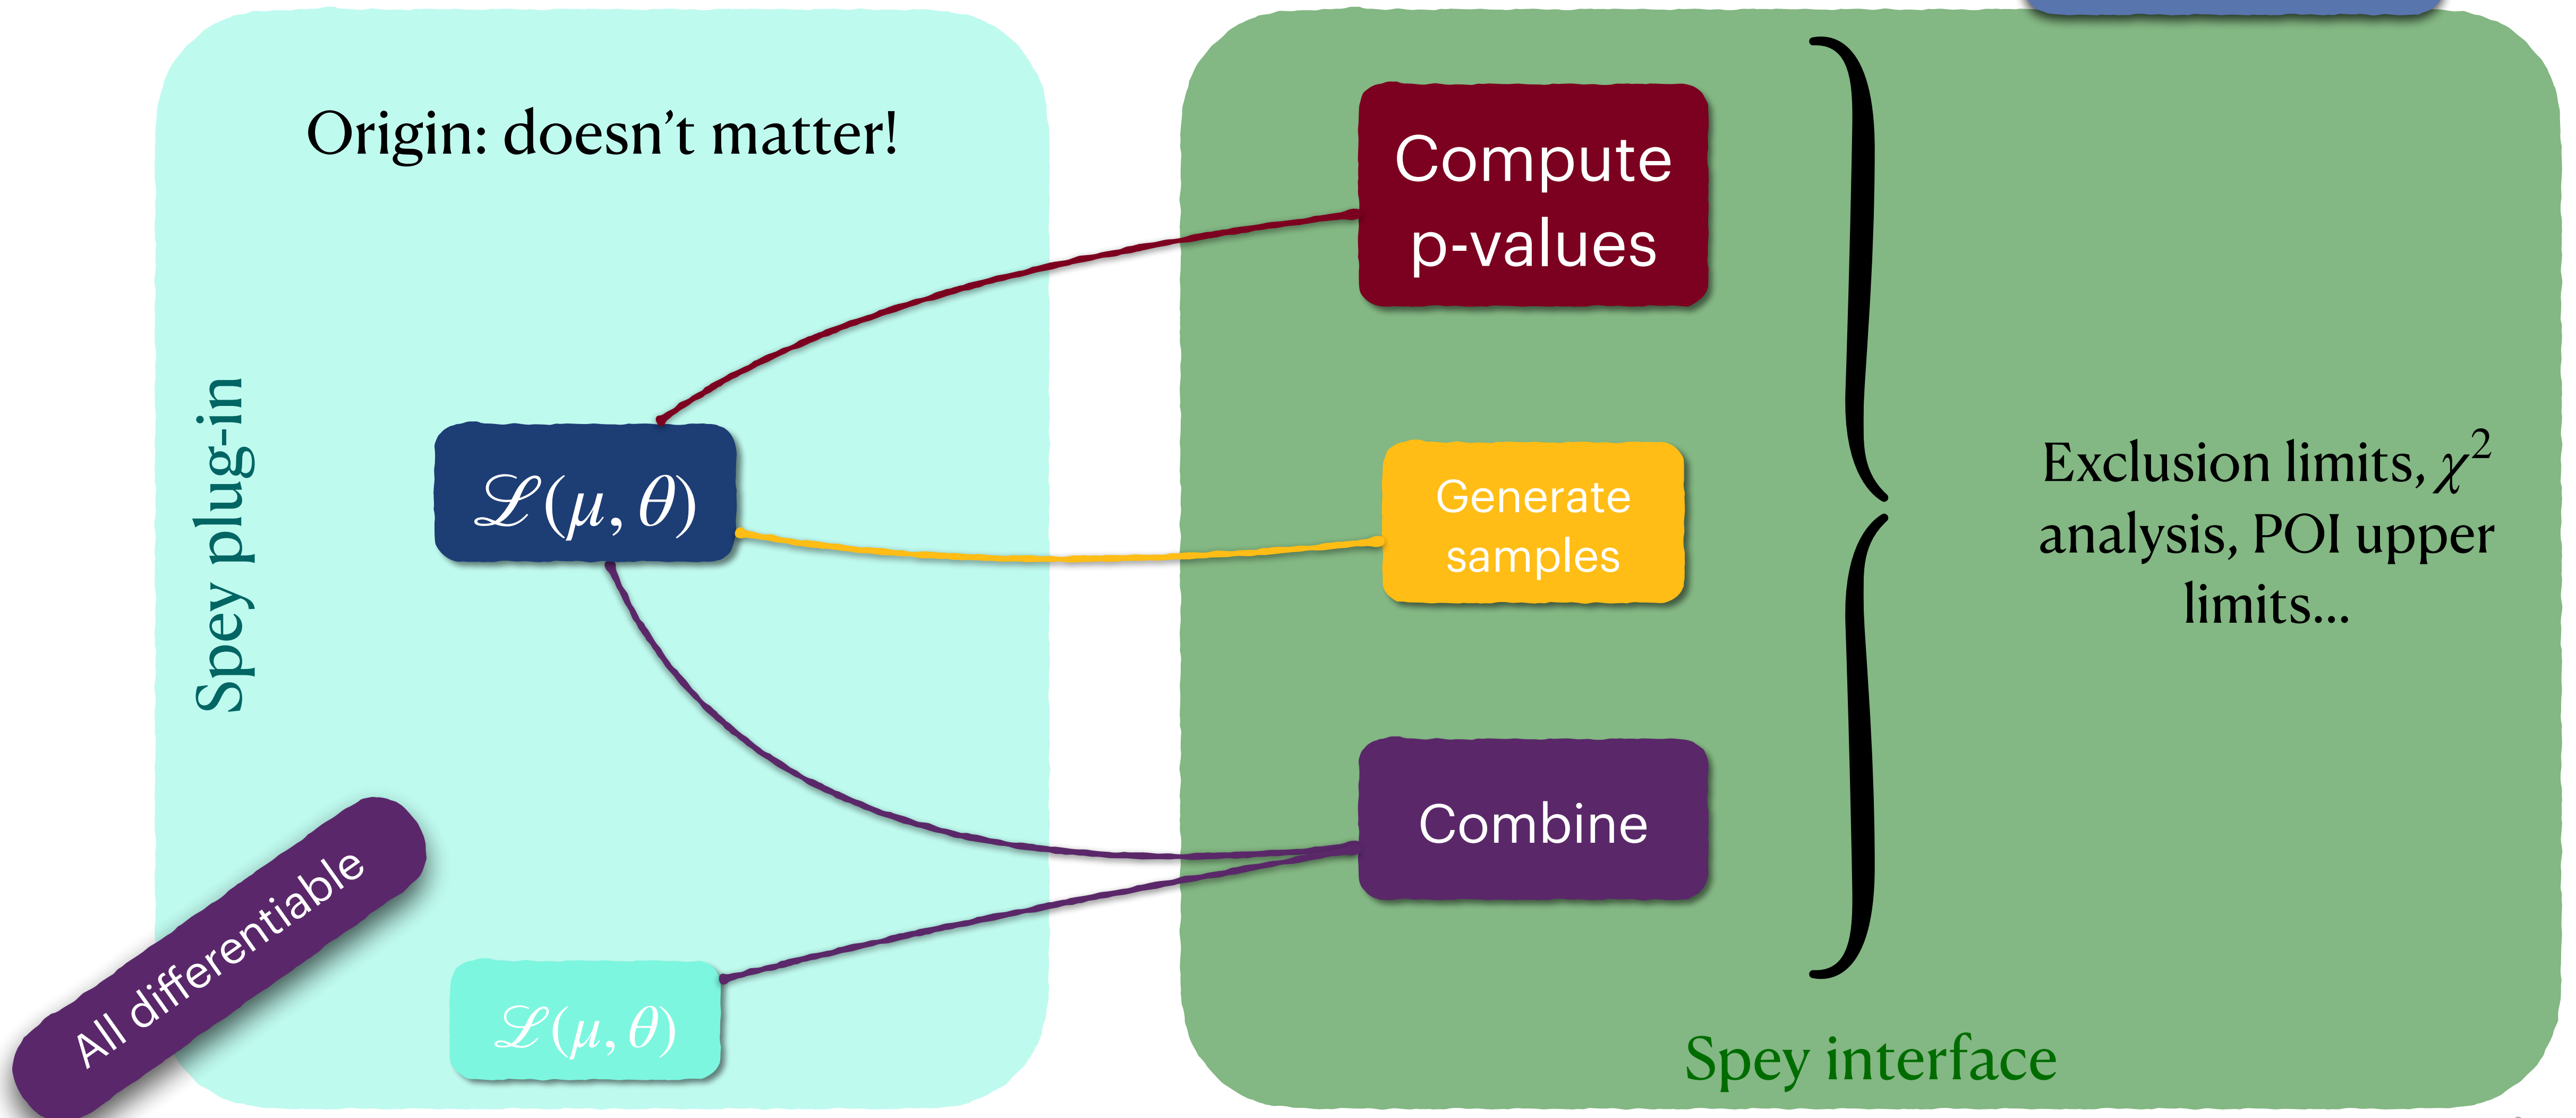 Origin: doesn’t matter!
Spey plug-in
ℒ(μ, θ)
ℒ(μ, θ)
All differentiable
Compute
p-values
Generate
samples
Combine
Exclusion limits, χ²
analysis, POI upper
limits...
Spey interface